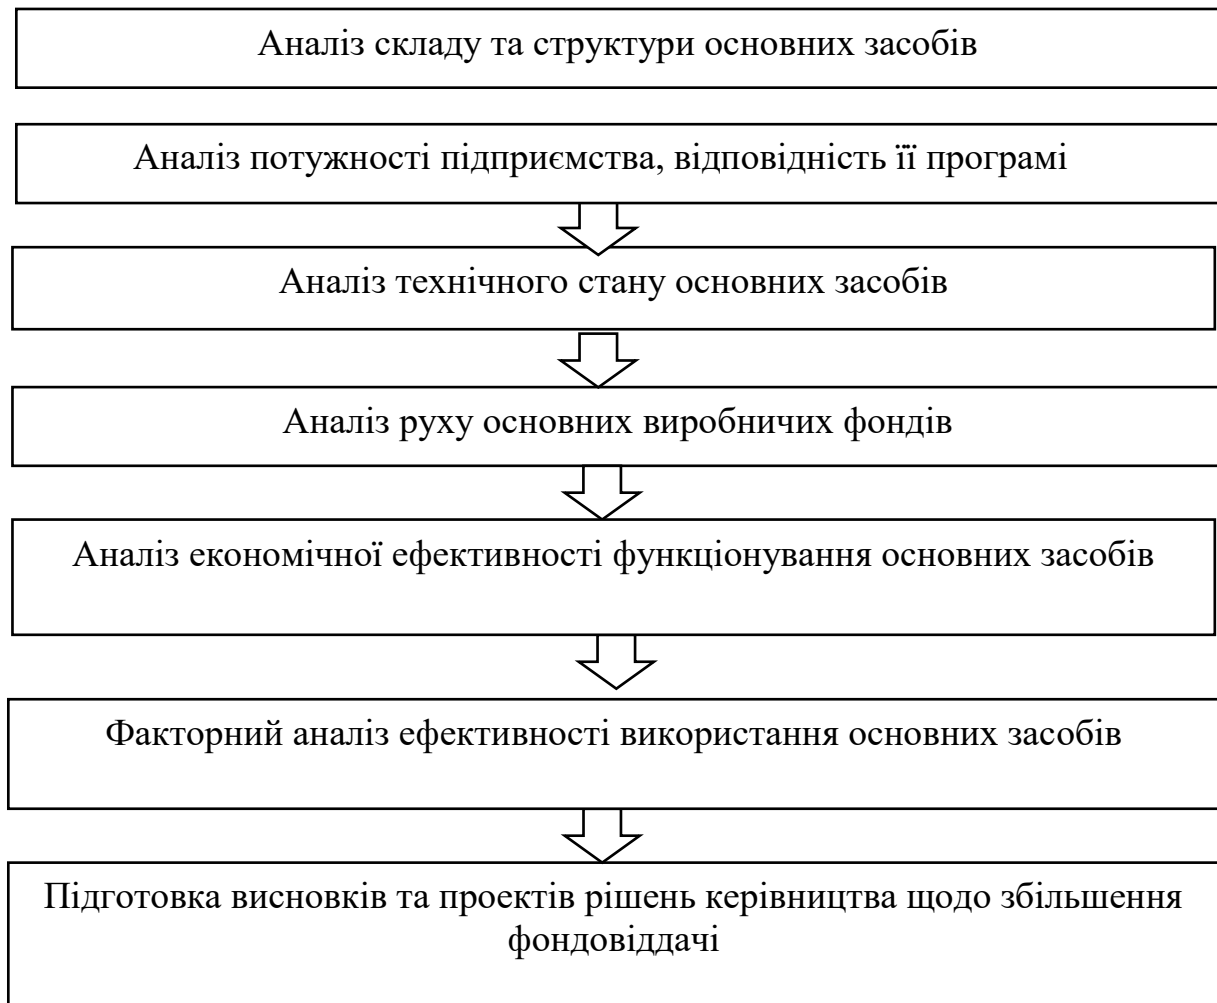 Аналіз складу та структури основних засобів
Аналіз потужності підприємства, відповідність її програмі
Аналіз технічного стану основних засобів
Аналіз руху основних виробничих фондів
Аналіз економічної ефективності функціонування основних засобів
Факторний аналіз ефективності використання основних засобів
Підготовка висновків та проектів рішень керівництва щодо збільшення
фондовіддачі